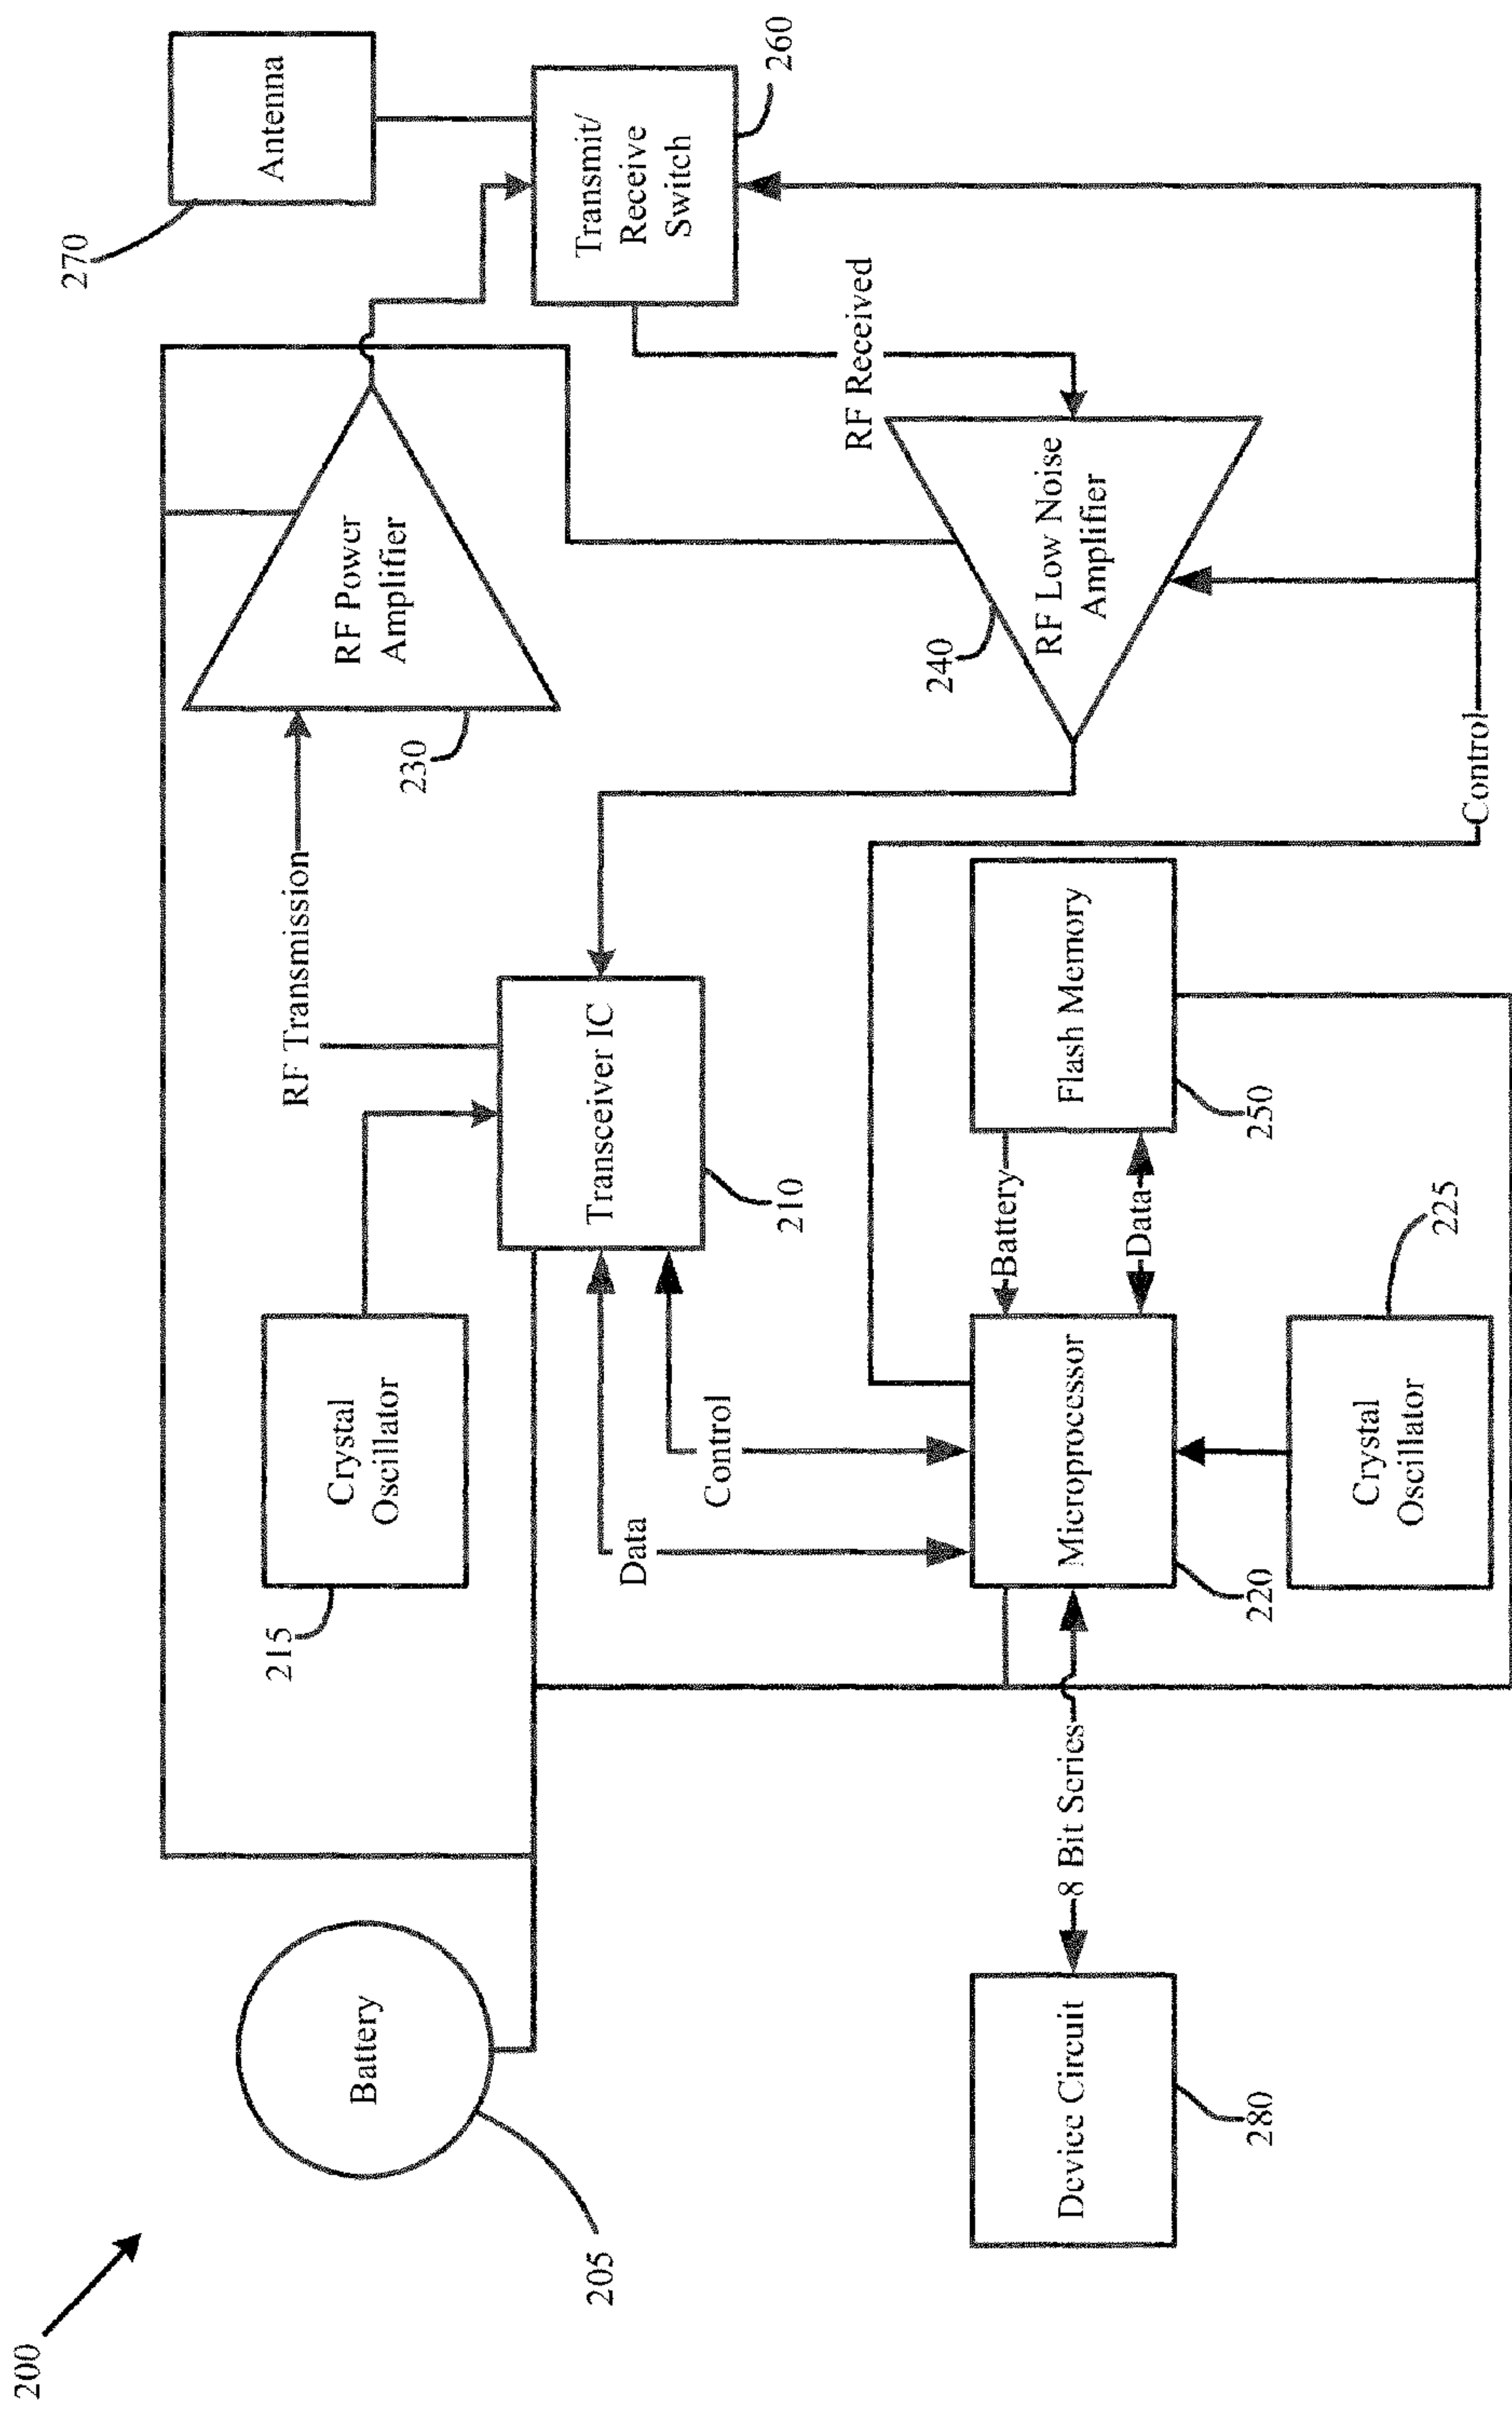 200
Battery
205
Crystal
Oscillator
215
RF Transmission
RF Power
Amplifier
230
Antenna
270
Transceiver IC
210
Transmit/
Receive
Switch
260
Data
Control
RF Received
RF Low Noise
Amplifier
240
Device Circuit
280
8 Bit Series
Microprocessor
220
Battery
Data
Flash Memory
250
Crystal
Oscillator
225
Control